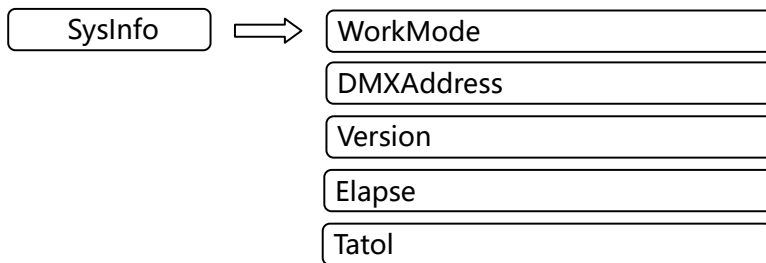 SysInfo
WorkMode
DMXAddress
Version
Elapse
Tatol